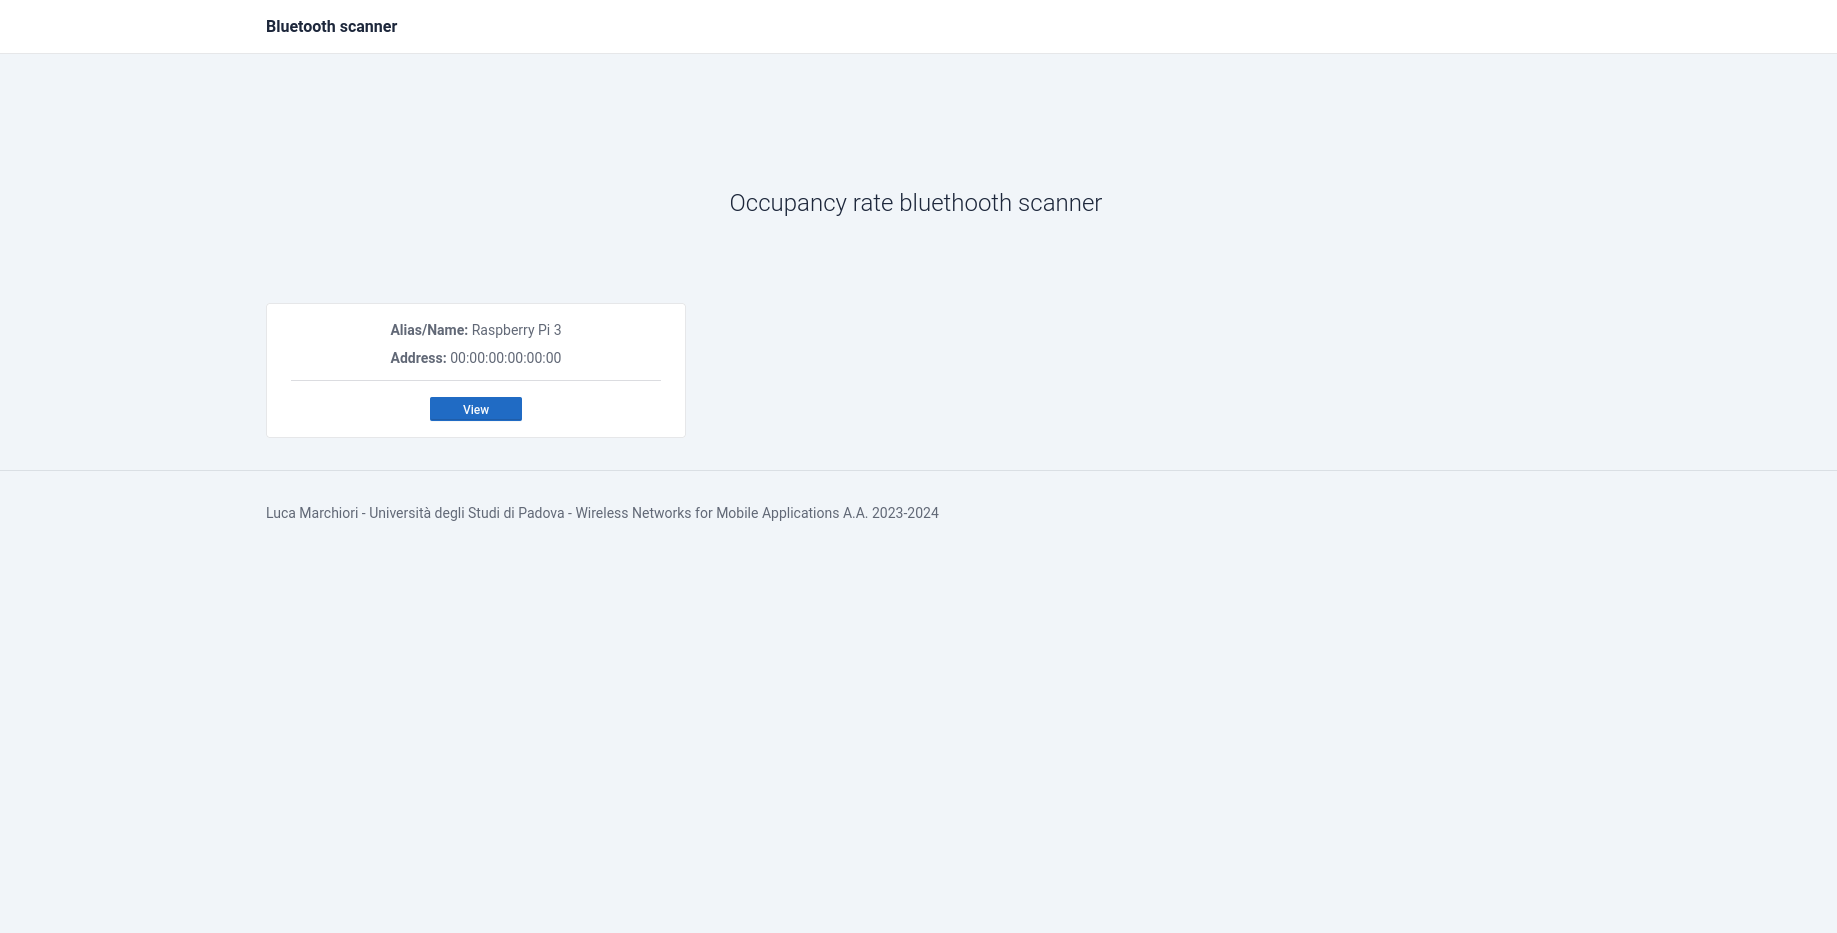 Bluetooth scanner
Occupancy rate bluethooth scanner
Alias/Name: Raspberry Pi 3
Address: 00:00:00:00:00:00
View
Luca Marchiori - Università degli Studi di Padova - Wireless Networks for Mobile Applications A.A. 2023-2024